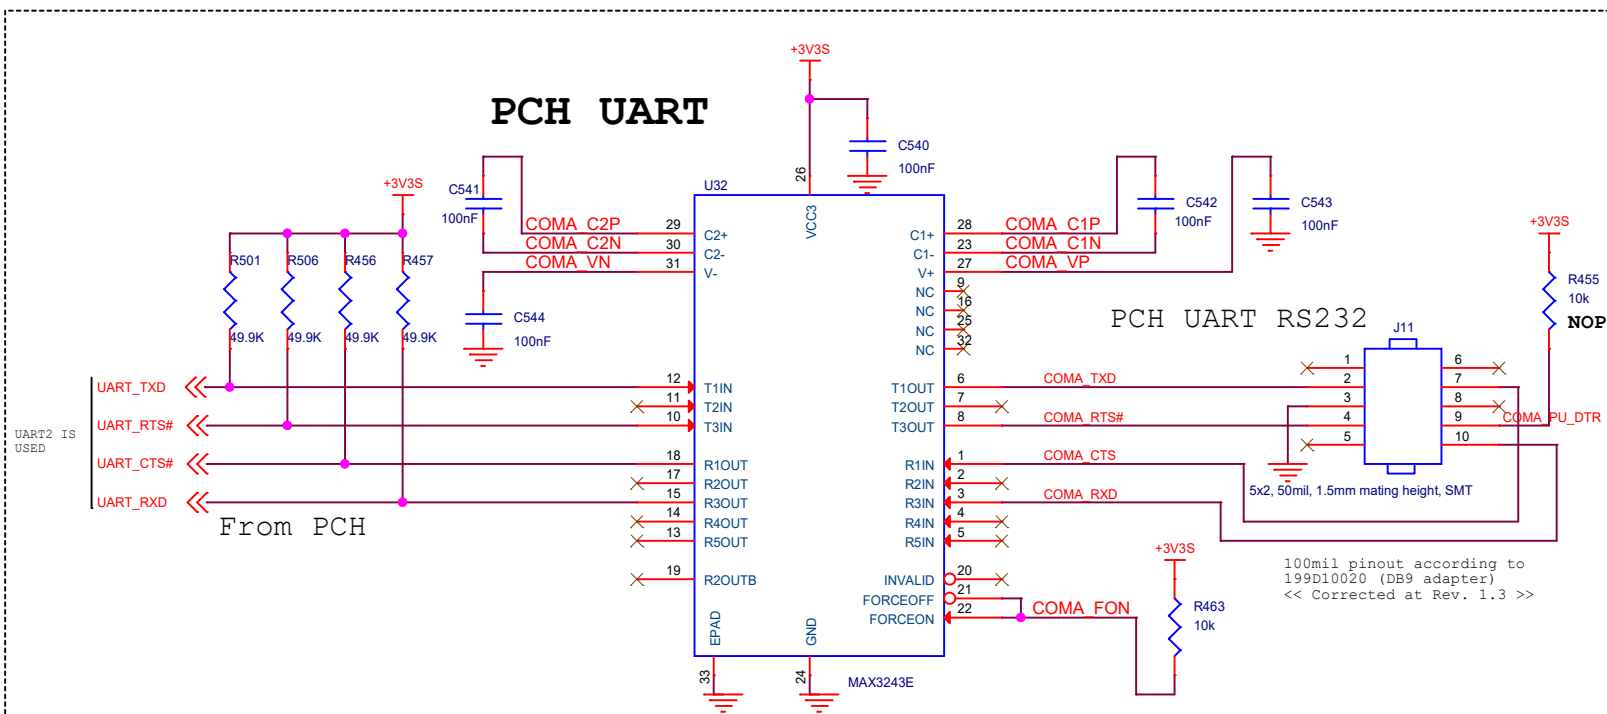 +3V3S
PCH UART
C540
100nF
C541
100nF
+3V3S
U32
26
VCC3
C542
100nF
C543
100nF
+3V3S
COMA_C2P
29
C2+
C1+
28
COMA_C1P
COMA_C2N
30
C2-
C1-
23
COMA_C1N
COMA_VN
31
V-
V+
27
COMA_VP
R501
R506
R456
R457
49.9K
49.9K
49.9K
49.9K
C544
100nF
NC
9
NC
16
NC
25
NC
32
R455
10k
NOP
PCH UART RS232
J11
1
6
2
7
3
8
4
9
5
10
COMA_PU_DTR
5x2, 50mil, 1.5mm mating height, SMT
UART2 IS
USED
UART_TXD
12
T1IN
T1OUT
6
COMA_TXD
11
T2IN
T2OUT
7
UART_RTS#
10
T3IN
T3OUT
8
COMA_RTS#
UART_CTS#
18
R1OUT
R1IN
1
COMA_CTS
17
R2OUT
R2IN
2
UART_RXD
15
R3OUT
R3IN
3
COMA_RXD
From PCH
14
R4OUT
R4IN
4
13
R5OUT
R5IN
5
19
R2OUTB
INVALID
20
FORCEOFF
21
FORCEON
22
COMA_FON
+3V3S
R463
10k
100mil pinout according to
199D10020 (DB9 adapter)
<< Corrected at Rev. 1.3 >>
EPAD
33
GND
24
MAX3243E